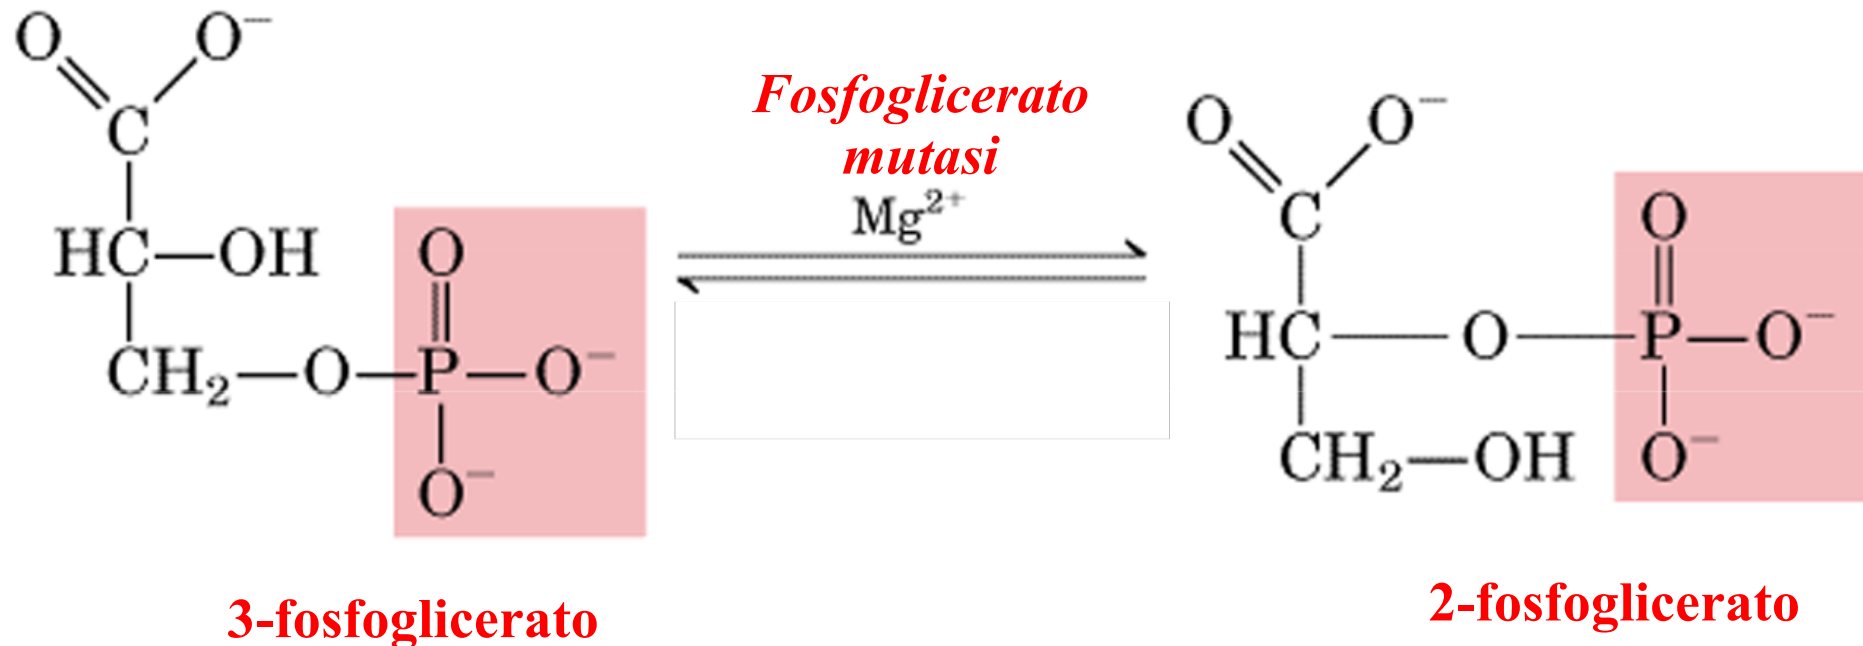 O O⁻
C
HC—OH
CH₂—O—P—O⁻
O
O⁻
3-fosfoglicerato
Fosfoglicerato
mutasi
Mg²⁺
O O⁻
C
HC—O—P—O⁻
O
CH₂—OH
O⁻
2-fosfoglicerato